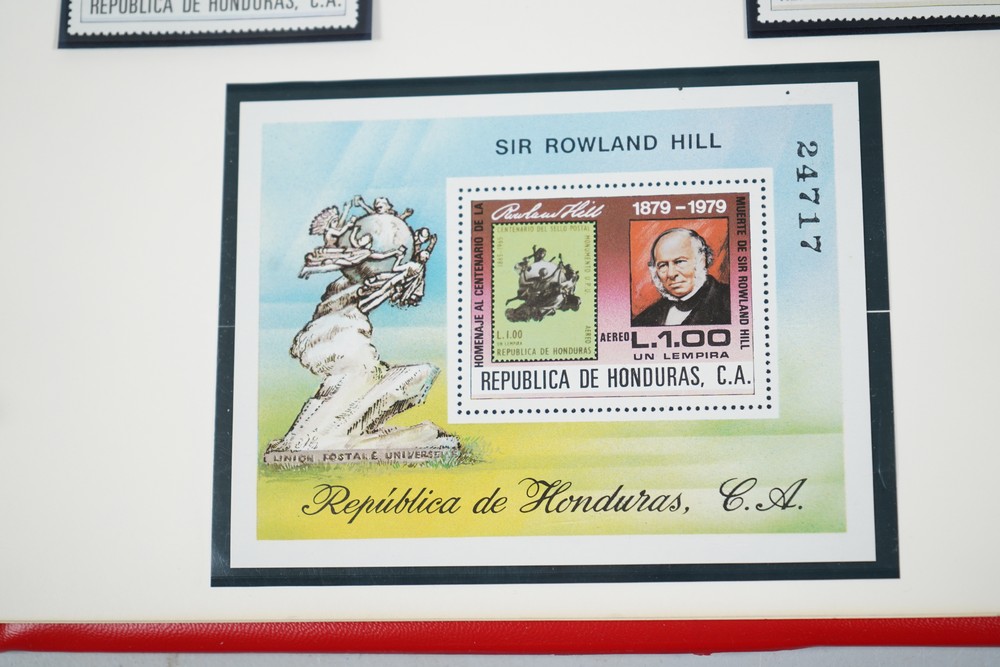 REPUBLICA DE HONDURAS, C.A.
SIR ROWLAND HILL
24717
HOMENAJE AL CENTENARIO DE LA
Rowland Hill
1879-1979
MUERTE DE SIR ROWLAND HILL
CENTENARIO DEL SELLO POSTAL
MONUMENTO U.P.U.
AEREO
L.1.00
UN LEMPIRA
REPUBLICA DE HONDURAS
AEREO L.1.00
UN LEMPIRA
REPUBLICA DE HONDURAS, C.A.
UNION POSTALE UNIVERSE
República de Honduras, C.A.